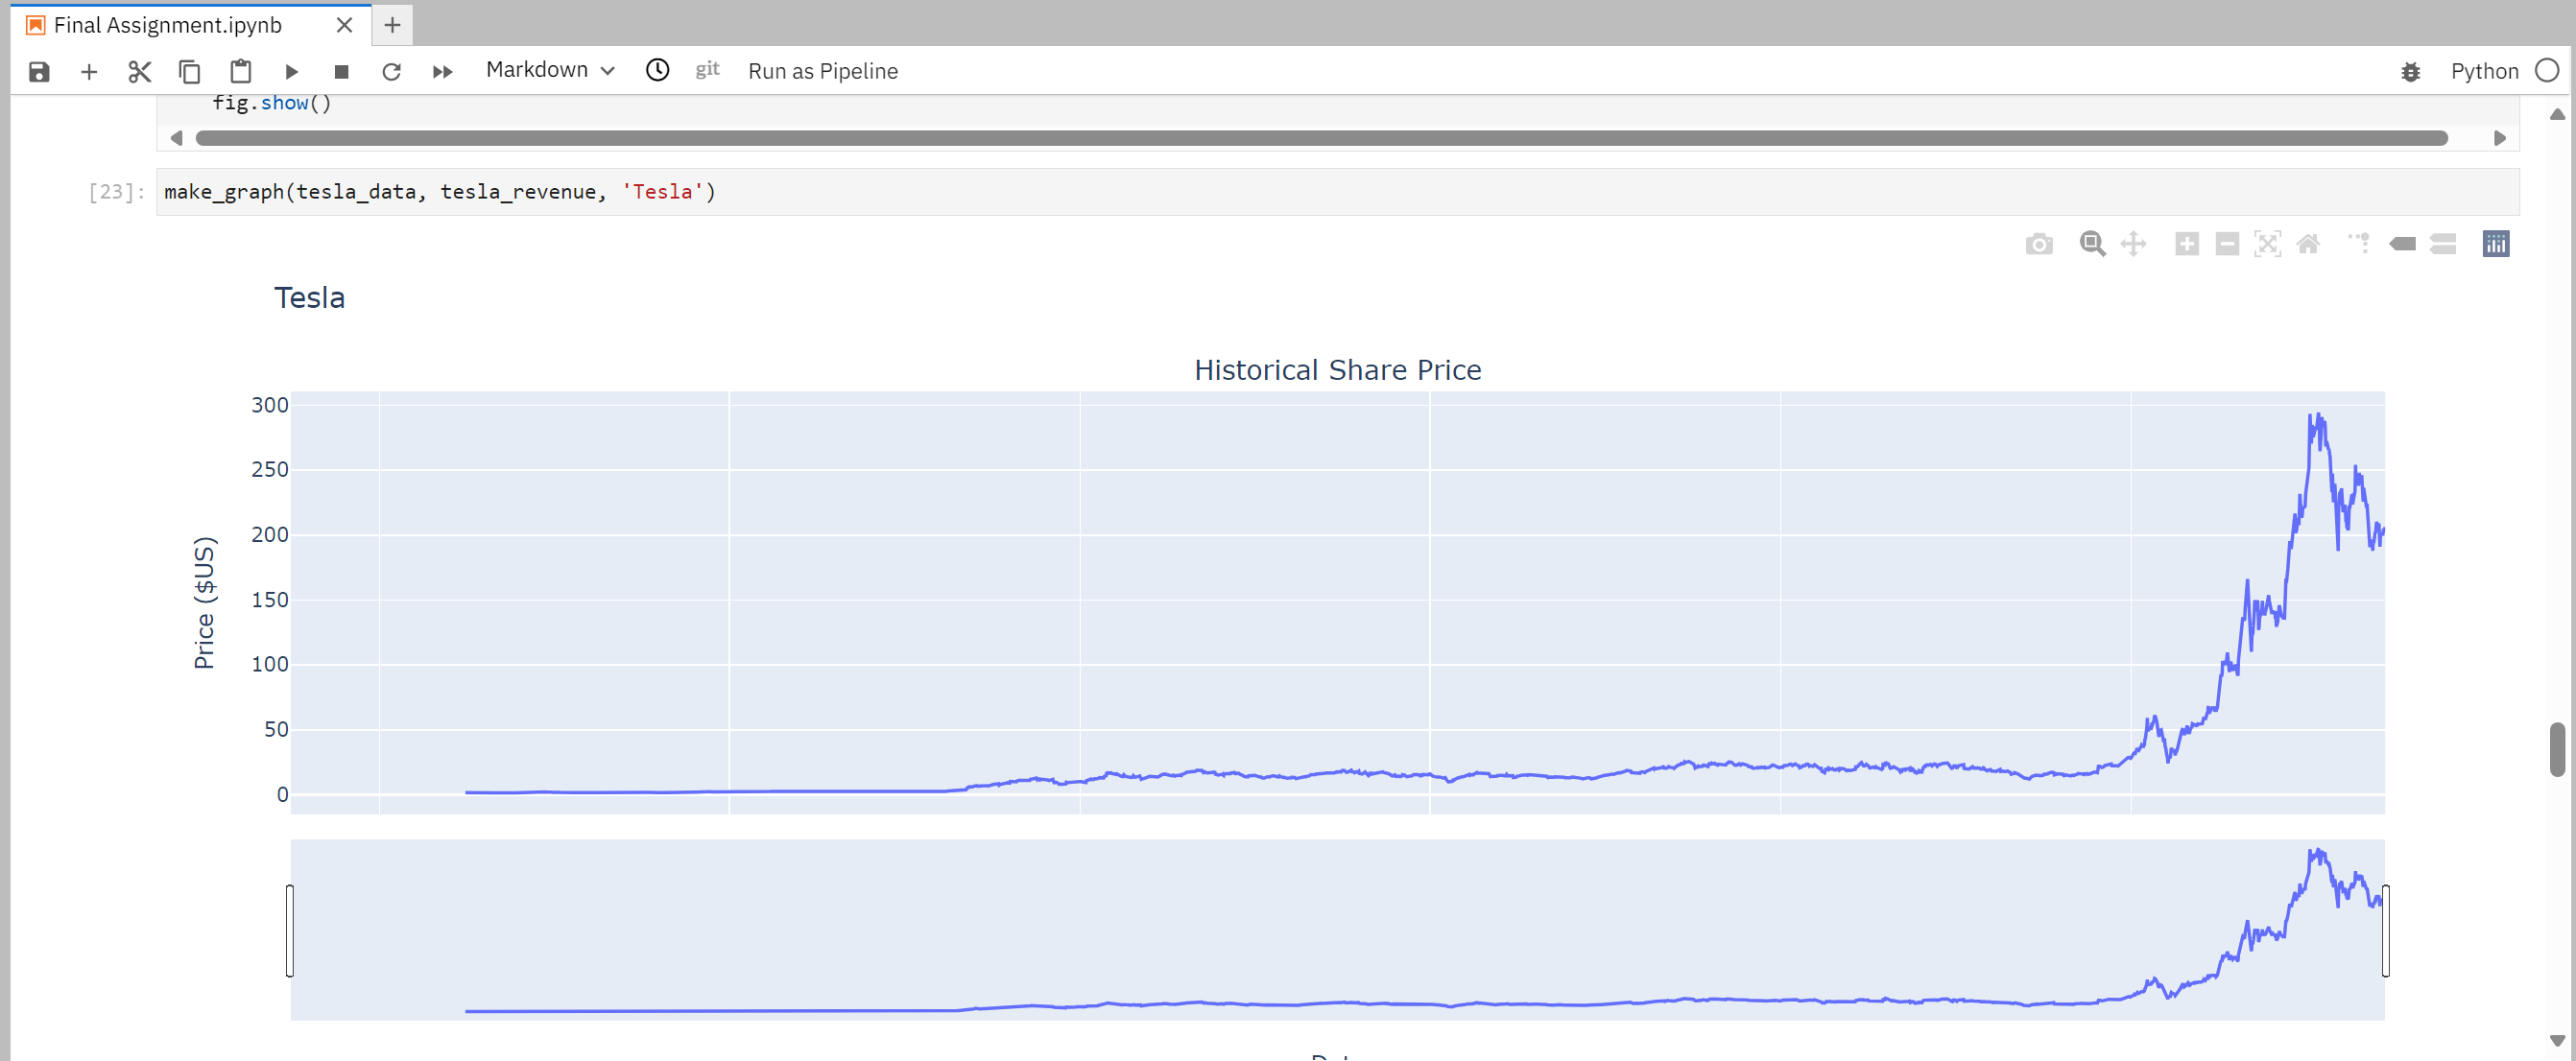 Final Assignment.ipynb
Markdown git Run as Pipeline Python
fig.show()
[23]: make_graph(tesla_data, tesla_revenue, 'Tesla')
Tesla
Historical Share Price
300
250
200
150
100
50
0
Price ($US)